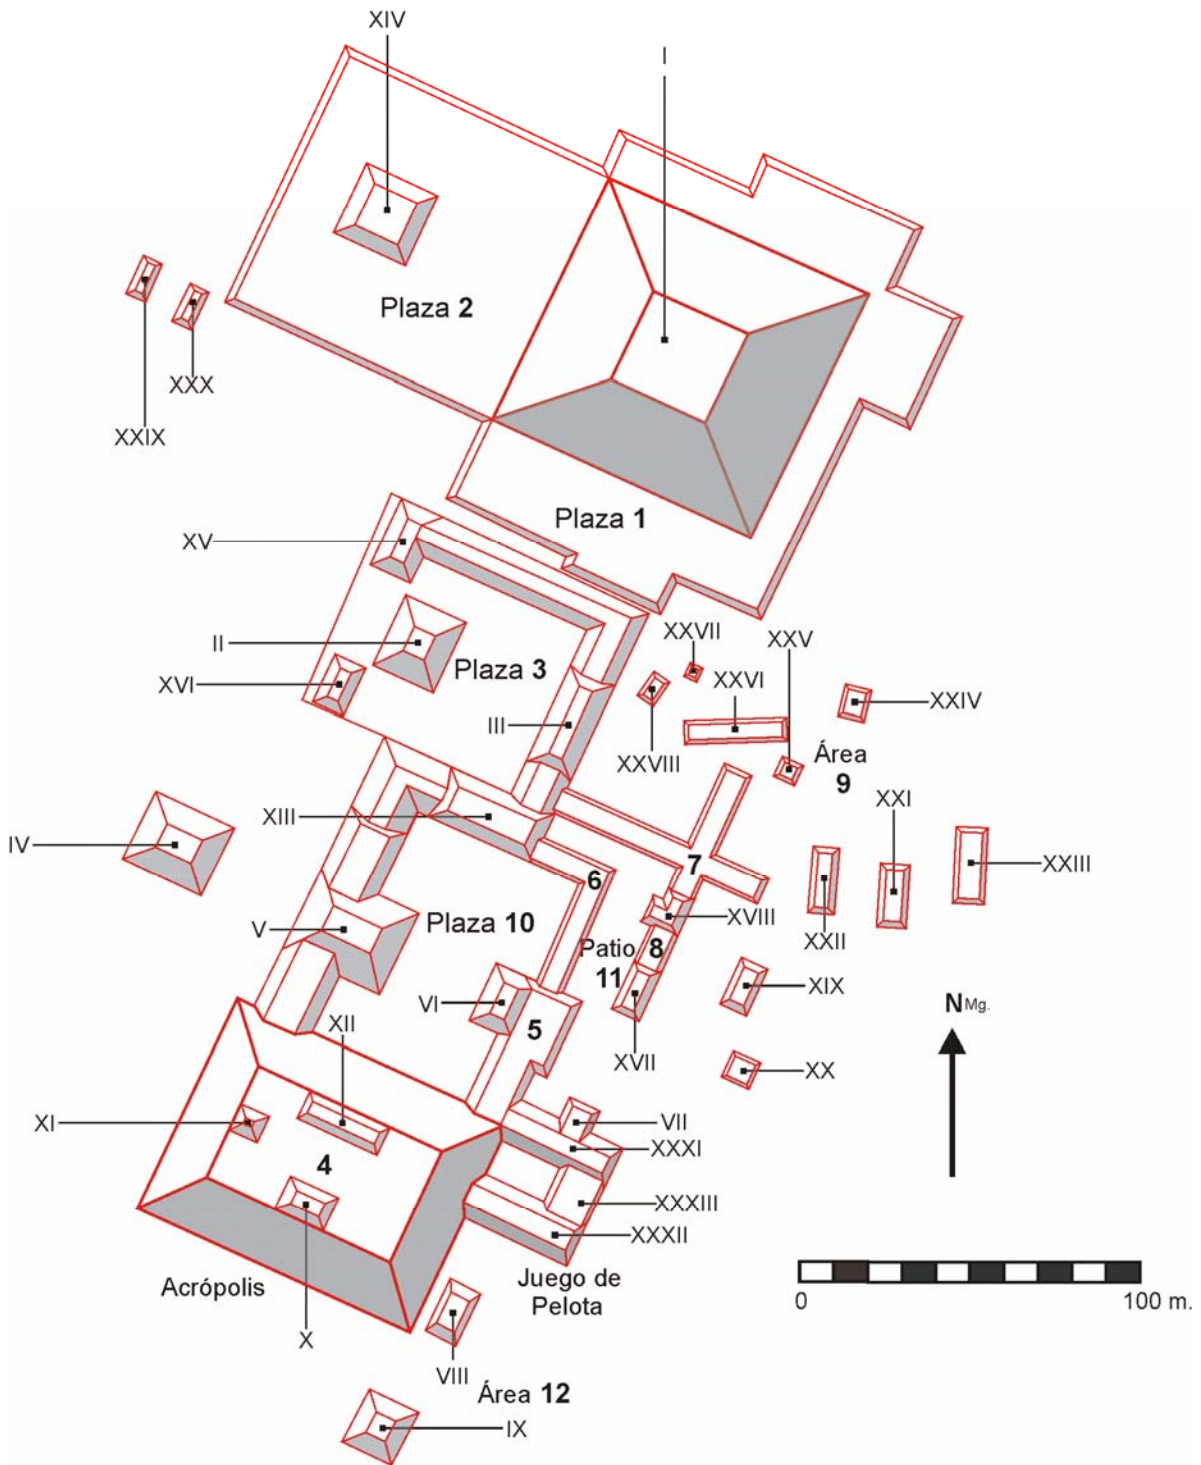 XIV
I
Plaza 2
XXX
XXIX
Plaza 1
XV
II
XVI
Plaza 3
III
XXVII
XXV
XXVI
XXIV
XXVIII
Área
9
XIII
XXI
IV
XXIII
7
6
XVIII
V
Plaza 10
XXII
Patio 8
11
XIX
VI
N Mg.
XII
5
XVII
XX
XI
VII
XXXI
4
XXXIII
XXXII
Acrópolis
Juego de
Pelota
0
100 m.
X
VIII
Área 12
IX